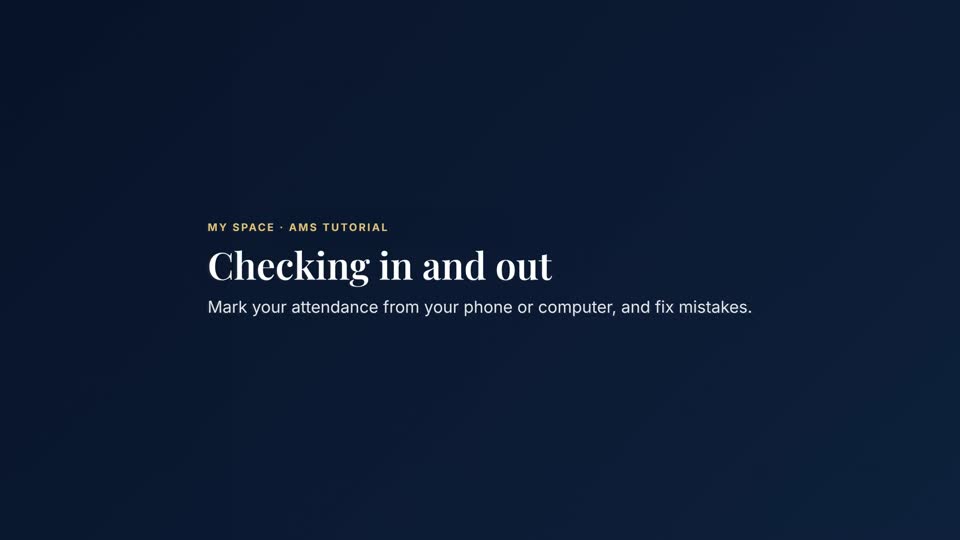 MY SPACE · AMS TUTORIAL
Checking in and out
Mark your attendance from your phone or computer, and fix mistakes.